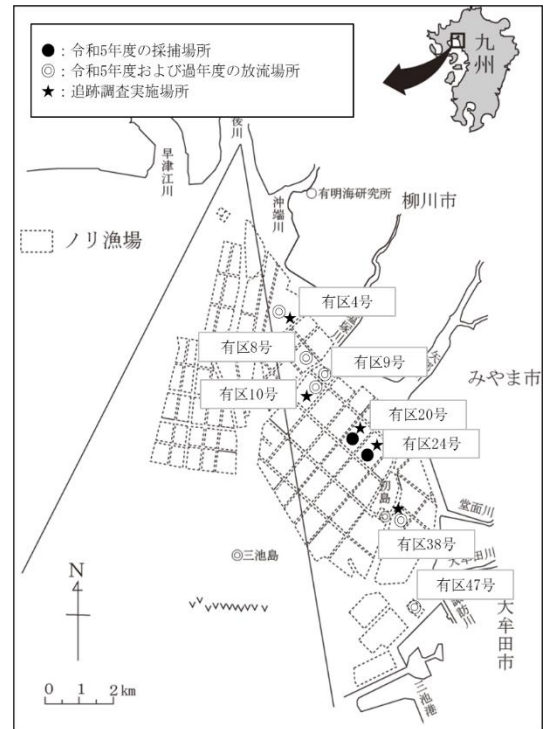 ●：令和5年度の採捕場所
◎：令和5年度および過年度の放流場所
★：追跡調査実施場所
九州
早津江川
後川
沖端川
有明海研究所
柳川市
ノリ漁場
有区4号
有区8号
有区9号
みやま市
有区10号
有区20号
有区24号
初島
堂面川
三池島
有区38号
大牟田川
有区47号
諏訪川
大牟田市
N
0 1 2km
三池港